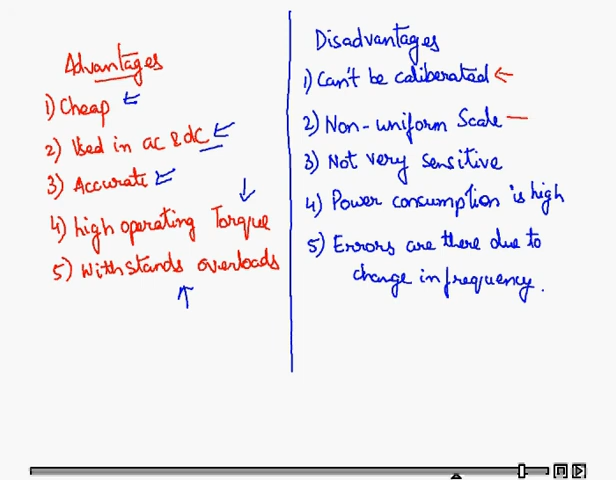 Advantages
1) Cheap
2) Used in ac & dC
3) Accurate
4) high operating Torque
5) Withstands overloads
Disadvantages
1) Can't be caliberated
2) Non-uniform Scale
3) Not very sensitive
4) Power consumption is high
5) Errors are there due to
change in frequency.